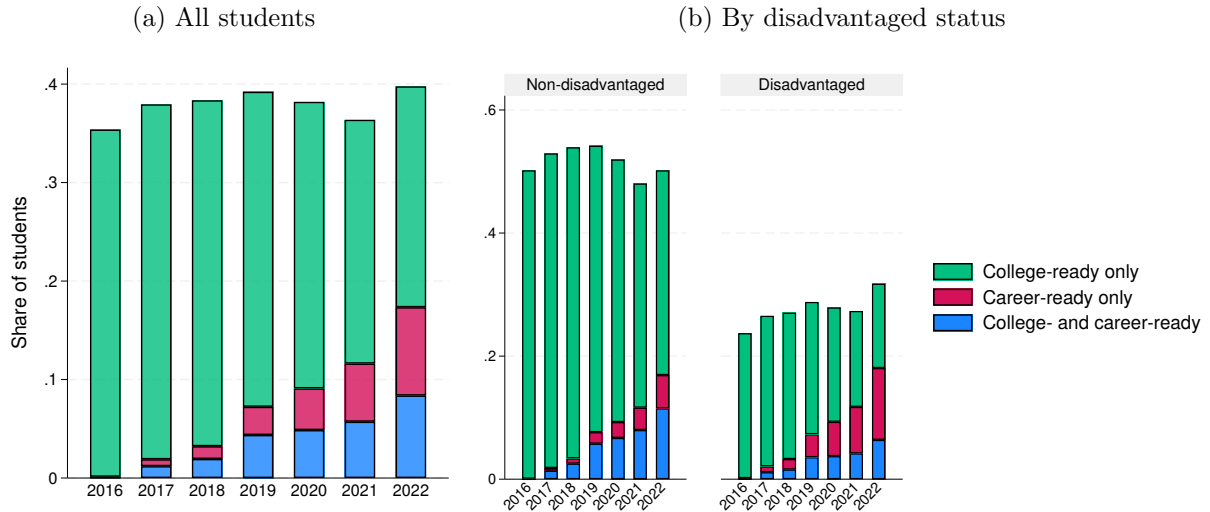 (a) All students
(b) By disadvantaged status
Share of students
.4
.3
.2
.1
0
2016 2017 2018 2019 2020 2021 2022
Non-disadvantaged
Disadvantaged
.6
.4
.2
0
2016 2017 2018 2019 2020 2021 2022
2016 2017 2018 2019 2020 2021 2022
College-ready only
Career-ready only
College- and career-ready